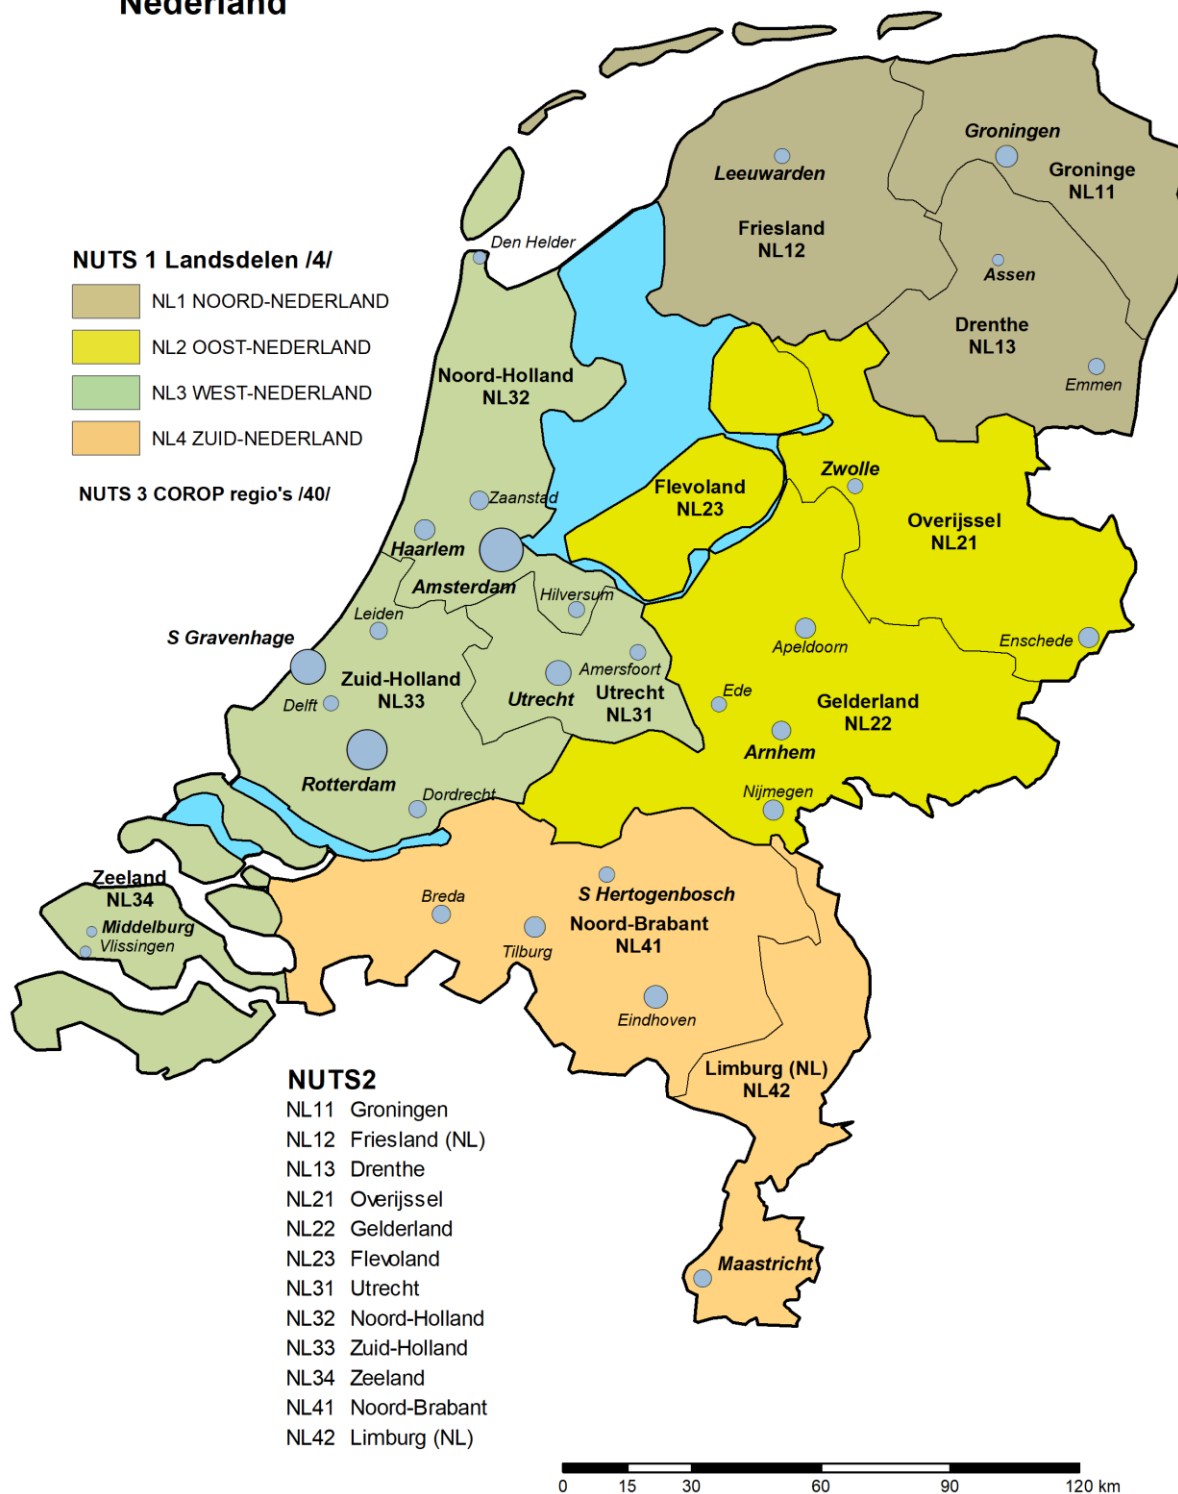 Nederland
Groningen
Groninge
NL11
Leeuwarden
Friesland
NL12
Den Helder
Assen
NUTS 1 Landsdelen /4/
NL1 NOORD-NEDERLAND
NL2 OOST-NEDERLAND
NL3 WEST-NEDERLAND
NL4 ZUID-NEDERLAND
NUTS 3 COROP regio's /40/
Drenthe
NL13
Emmen
Noord-Holland
NL32
Zwolle
Zaanstad
Flevoland
NL23
Overijssel
NL21
Haarlem
Amsterdam
Hilversum
Leiden
S Gravenhage
Apeldoorn
Enschede
Amersfoort
Zuid-Holland
NL33
Delft
Utrecht
Utrecht
NL31
Ede
Gelderland
NL22
Arnhem
Rotterdam
Dordrecht
Nijmegen
Zeeland
NL34
Middelburg
Vlissingen
Breda
S Hertogenbosch
Noord-Brabant
NL41
Tilburg
Eindhoven
Limburg (NL)
NL42
Maastricht
NUTS2
NL11 Groningen
NL12 Friesland (NL)
NL13 Drenthe
NL21 Overijssel
NL22 Gelderland
NL23 Flevoland
NL31 Utrecht
NL32 Noord-Holland
NL33 Zuid-Holland
NL34 Zeeland
NL41 Noord-Brabant
NL42 Limburg (NL)
0 15 30 60 90 120 km